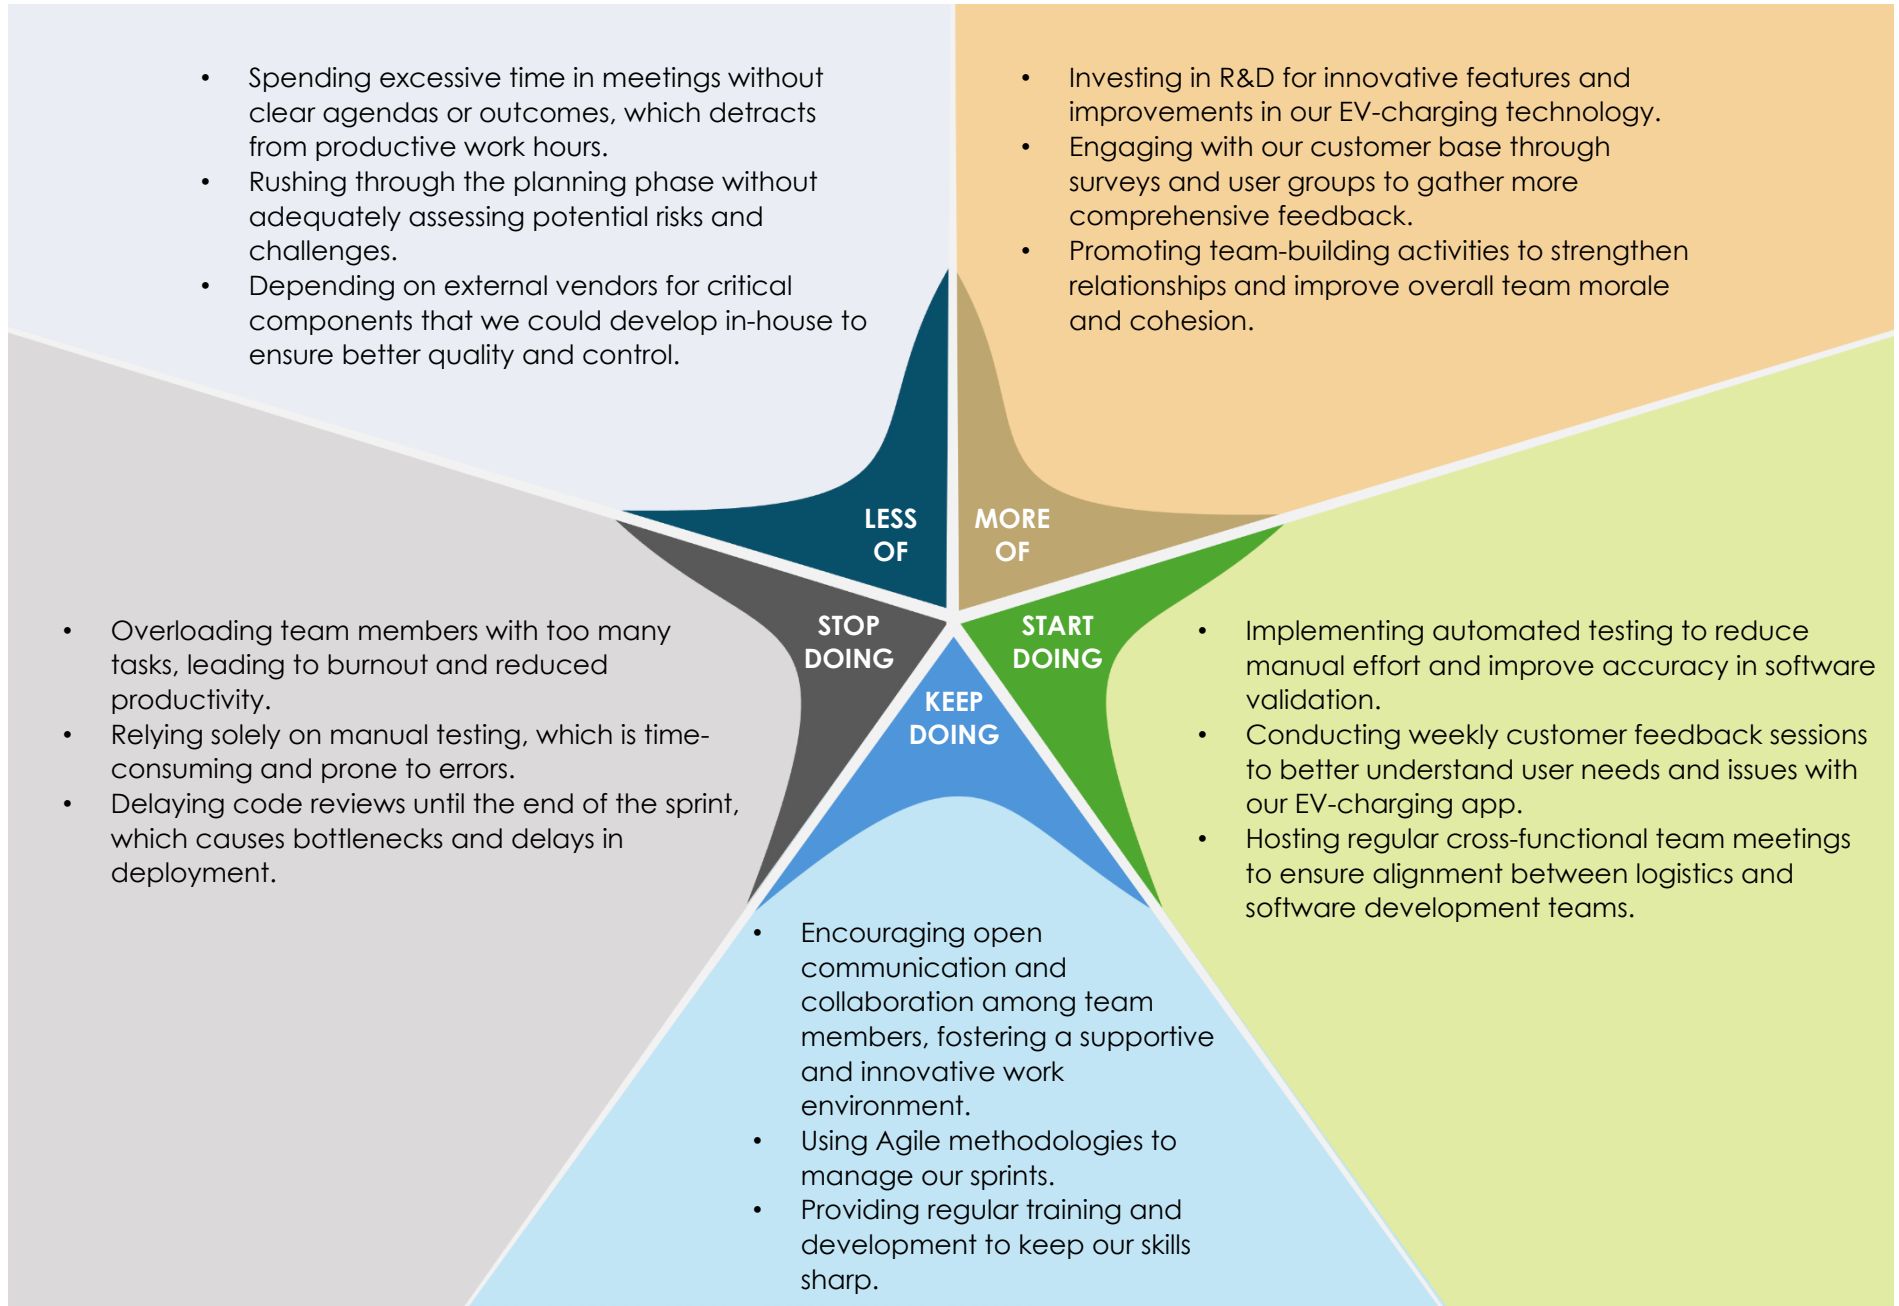 • Spending excessive time in meetings without
clear agendas or outcomes, which detracts
from productive work hours.
• Rushing through the planning phase without
adequately assessing potential risks and
challenges.
• Depending on external vendors for critical
components that we could develop in-house to
ensure better quality and control.
• Investing in R&D for innovative features and
improvements in our EV-charging technology.
• Engaging with our customer base through
surveys and user groups to gather more
comprehensive feedback.
• Promoting team-building activities to strengthen
relationships and improve overall team morale
and cohesion.
LESS
OF
MORE
OF
STOP
DOING
START
DOING
KEEP
DOING
• Overloading team members with too many
tasks, leading to burnout and reduced
productivity.
• Relying solely on manual testing, which is time-
consuming and prone to errors.
• Delaying code reviews until the end of the sprint,
which causes bottlenecks and delays in
deployment.
• Implementing automated testing to reduce
manual effort and improve accuracy in software
validation.
• Conducting weekly customer feedback sessions
to better understand user needs and issues with
our EV-charging app.
• Hosting regular cross-functional team meetings
to ensure alignment between logistics and
software development teams.
• Encouraging open
communication and
collaboration among team
members, fostering a supportive
and innovative work
environment.
• Using Agile methodologies to
manage our sprints.
• Providing regular training and
development to keep our skills
sharp.